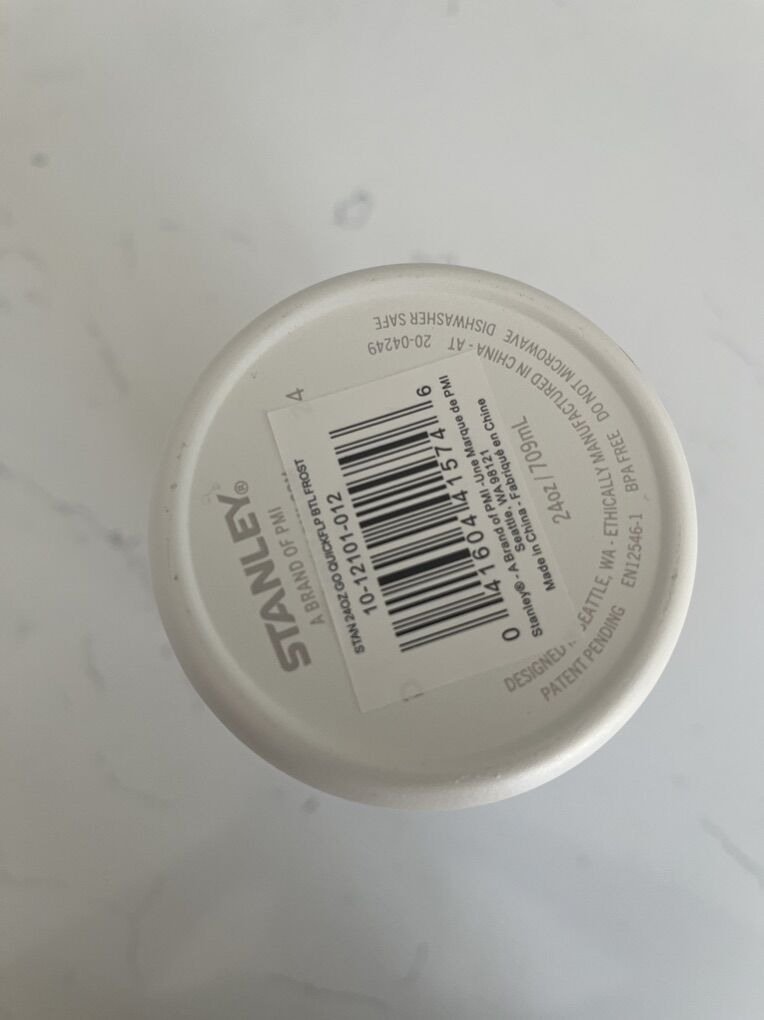 STANLEY®
A BRAND OF PMI
4
STAN 24OZ GO QUICKFLP BTL FROST
10-12101-012
0 41604 41574 6
Stanley® - A Brand of PMI -Une Marque de PMI
Seattle, WA 98121
Made in China, Fabriqué en Chine
24oz / 709mL
DESIGNED SEATTLE, WA - ETHICALLY MANUFACTURED IN CHINA - AT 20-04249
PATENT PENDING EN12546-1 BPA FREE DO NOT MICROWAVE DISHWASHER SAFE